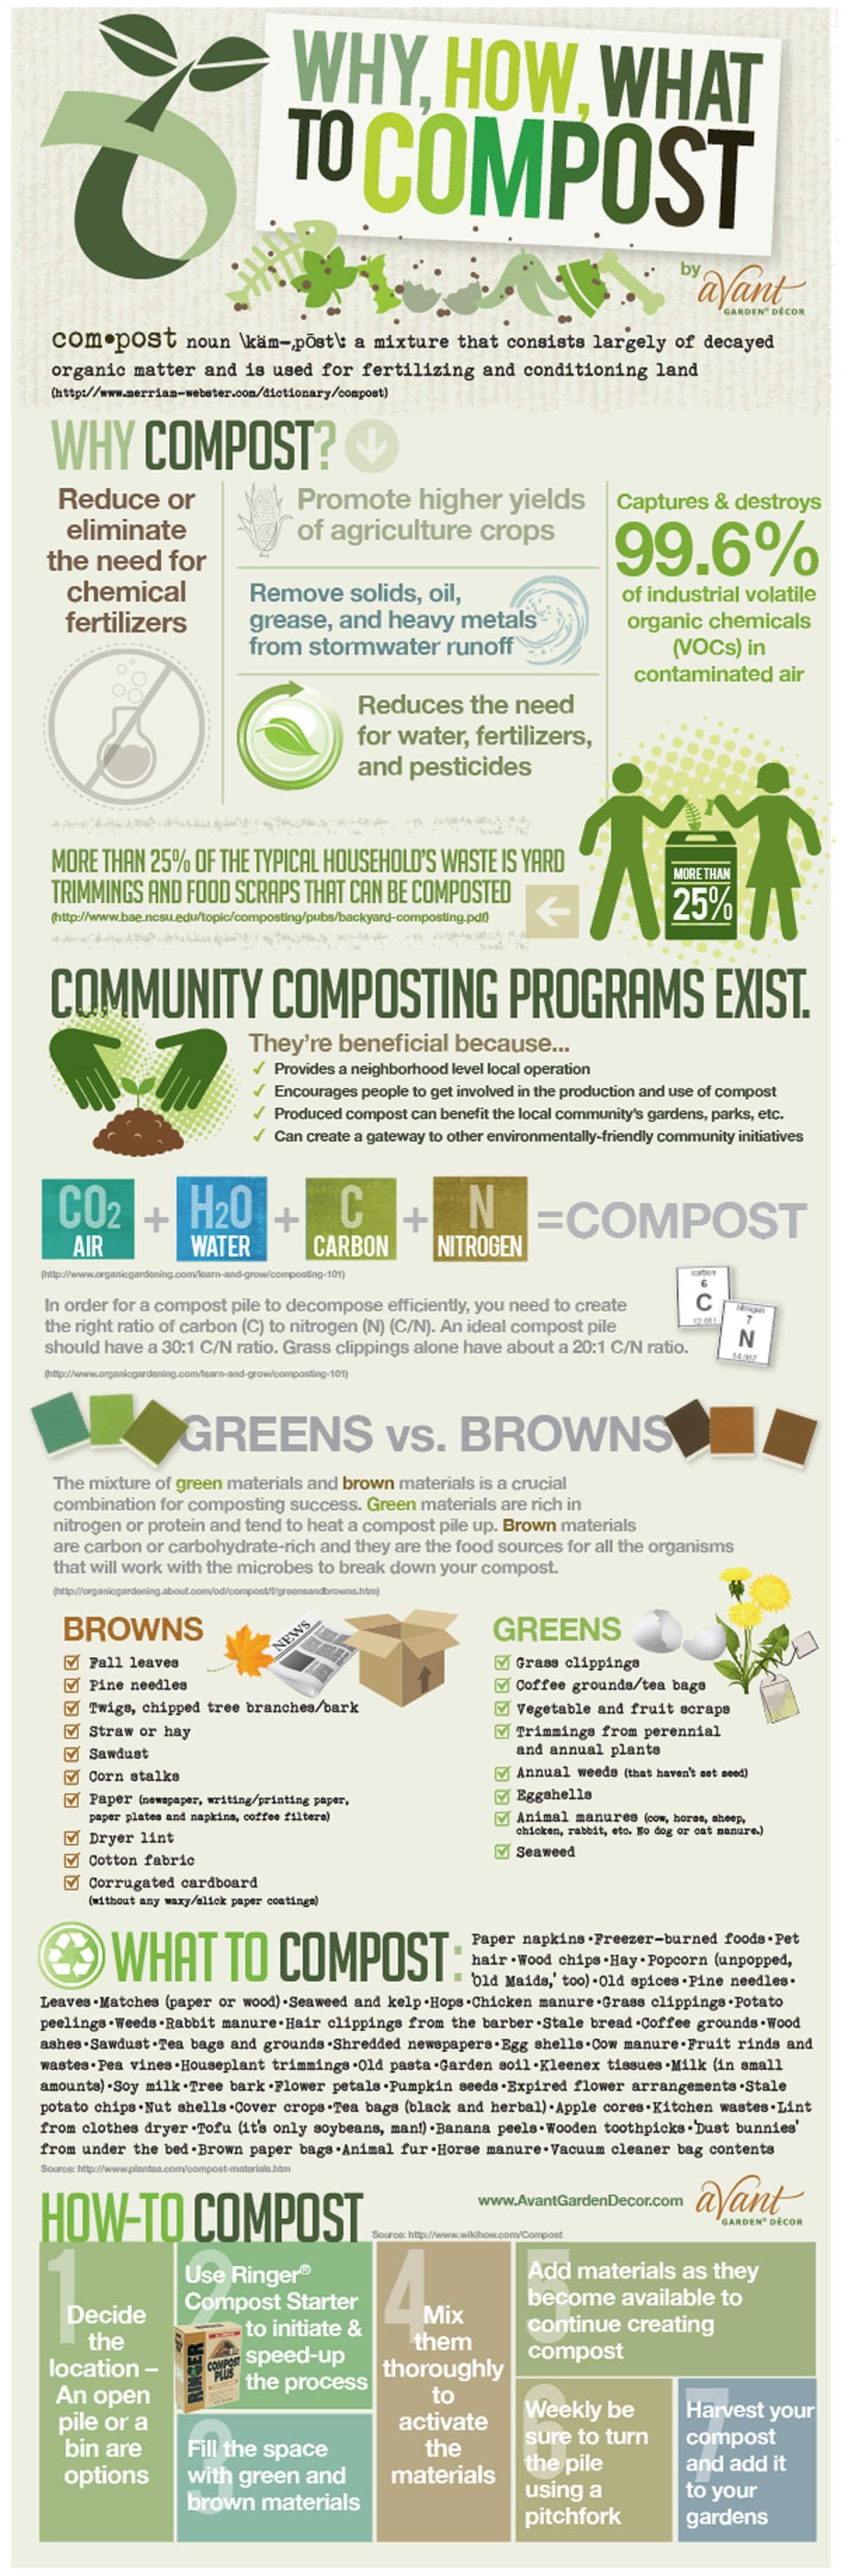 WHY, HOW, WHAT
TO COMPOST
by avant
GARDEN® DÉCOR
com•post noun \käm-ˌpōst\: a mixture that consists largely of decayed
organic matter and is used for fertilizing and conditioning land
(http://www.merriam-webster.com/dictionary/compost)
WHY COMPOST?
Reduce or
eliminate
the need for
chemical
fertilizers
Promote higher yields
of agriculture crops
Remove solids, oil,
grease, and heavy metals
from stormwater runoff
Reduces the need
for water, fertilizers,
and pesticides
Captures & destroys
99.6%
of industrial volatile
organic chemicals
(VOCs) in
contaminated air
MORE THAN 25% OF THE TYPICAL HOUSEHOLD'S WASTE IS YARD
TRIMMINGS AND FOOD SCRAPS THAT CAN BE COMPOSTED
(http://www.bae.ncsu.edu/topic/composting/pubs/backyard-composting.pdf)
MORE THAN
25%
COMMUNITY COMPOSTING PROGRAMS EXIST.
They're beneficial because...
✓ Provides a neighborhood level local operation
✓ Encourages people to get involved in the production and use of compost
✓ Produced compost can benefit the local community's gardens, parks, etc.
✓ Can create a gateway to other environmentally-friendly community initiatives
CO2 + H2O + C + N =COMPOST
AIR WATER CARBON NITROGEN
(http://www.organicgardening.com/learn-and-grow/composting-101)
carbon
6
C
12.011
nitrogen
7
N
14.007
In order for a compost pile to decompose efficiently, you need to create
the right ratio of carbon (C) to nitrogen (N) (C/N). An ideal compost pile
should have a 30:1 C/N ratio. Grass clippings alone have about a 20:1 C/N ratio.
(http://www.organicgardening.com/learn-and-grow/composting-101)
GREENS vs. BROWNS
The mixture of green materials and brown materials is a crucial
combination for composting success. Green materials are rich in
nitrogen or protein and tend to heat a compost pile up. Brown materials
are carbon or carbohydrate-rich and they are the food sources for all the organisms
that will work with the microbes to break down your compost.
(http://organicgardening.about.com/od/compost/f/greensandbrowns.htm)
BROWNS
NEWS
Fall leaves
Pine needles
Twigs, chipped tree branches/bark
Straw or hay
Sawdust
Corn stalks
Paper (newspaper, writing/printing paper,
paper plates and napkins, coffee filters)
Dryer lint
Cotton fabric
Corrugated cardboard
(without any waxy/slick paper coatings)
GREENS
Grass clippings
Coffee grounds/tea bags
Vegetable and fruit scraps
Trimmings from perennial
and annual plants
Annual weeds (that haven't set seed)
Eggshells
Animal manures (cow, horse, sheep,
chicken, rabbit, etc. No dog or cat manure.)
Seaweed
WHAT TO COMPOST:
Paper napkins•Freezer-burned foods•Pet
hair•Wood chips•Hay•Popcorn (unpopped,
'Old Maids,' too)•Old spices•Pine needles•
Leaves•Matches (paper or wood)•Seaweed and kelp•Hops•Chicken manure•Grass clippings•Potato
peelings•Weeds•Rabbit manure•Hair clippings from the barber•Stale bread•Coffee grounds•Wood
ashes•Sawdust•Tea bags and grounds•Shredded newspapers•Egg shells•Cow manure•Fruit rinds and
wastes•Pea vines•Houseplant trimmings•Old pasta•Garden soil•Kleenex tissues•Milk (in small
amounts)•Soy milk•Tree bark•Flower petals•Pumpkin seeds•Expired flower arrangements•Stale
potato chips•Nut shells•Cover crops•Tea bags (black and herbal)•Apple cores•Kitchen wastes•Lint
from clothes dryer•Tofu (it's only soybeans, man!)•Banana peels•Wooden toothpicks•'Dust bunnies'
from under the bed•Brown paper bags•Animal fur•Horse manure•Vacuum cleaner bag contents
Source: http://www.plantea.com/compost-materials.htm
HOW-TO COMPOST
Source: http://www.wikihow.com/Compost
www.AvantGardenDecor.com
avant
GARDEN® DÉCOR
1
Decide
the
location –
An open
pile or a
bin are
options
2
Use Ringer®
Compost Starter
to initiate &
speed-up
the process
RINGER
COMPOST
PLUS
3
Fill the space
with green and
brown materials
4
Mix
them
thoroughly
to
activate
the
materials
5
Add materials as they
become available to
continue creating
compost
6
Weekly be
sure to turn
the pile
using a
pitchfork
7
Harvest your
compost
and add it
to your
gardens